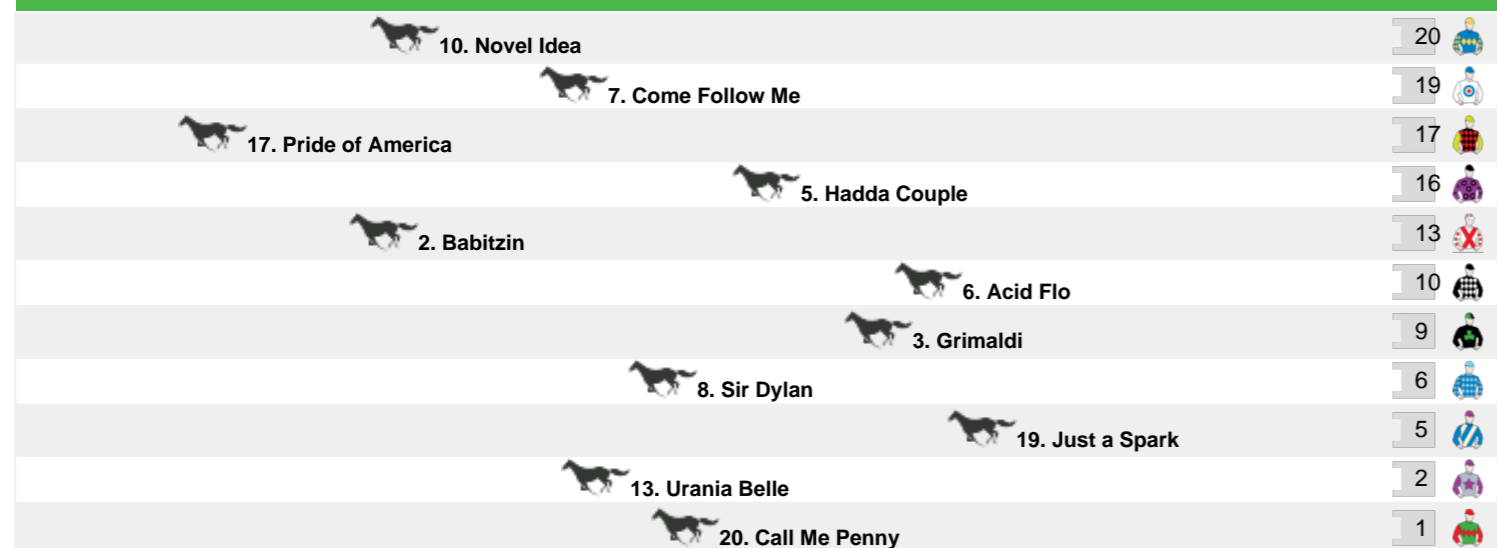 10. Novel Idea 20
7. Come Follow Me 19
17. Pride of America 17
5. Hadda Couple 16
2. Babitzin 13
6. Acid Flo 10
3. Grimaldi 9
8. Sir Dylan 6
19. Just a Spark 5
13. Urania Belle 2
20. Call Me Penny 1